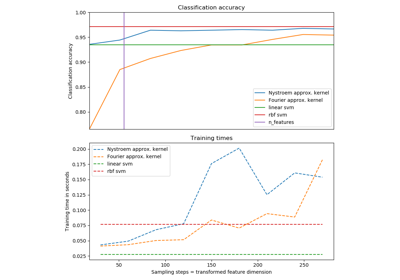 Classification accuracy
1.00
0.95
0.90
0.85
0.80
Classification accuracy
Nystroem approx. kernel
Fourier approx. kernel
linear svm
rbf svm
n_features
Training times
0.200
0.175
0.150
0.125
0.100
0.075
0.050
0.025
Training time in seconds
Nystroem approx. kernel
Fourier approx. kernel
linear svm
rbf svm
50 100 150 200 250
Sampling steps = transformed feature dimension